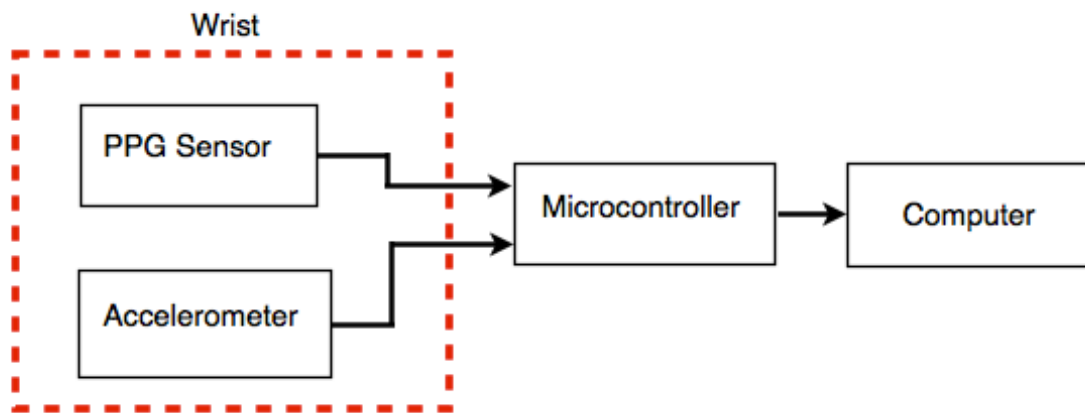 Wrist
PPG Sensor
Accelerometer
Microcontroller
Computer